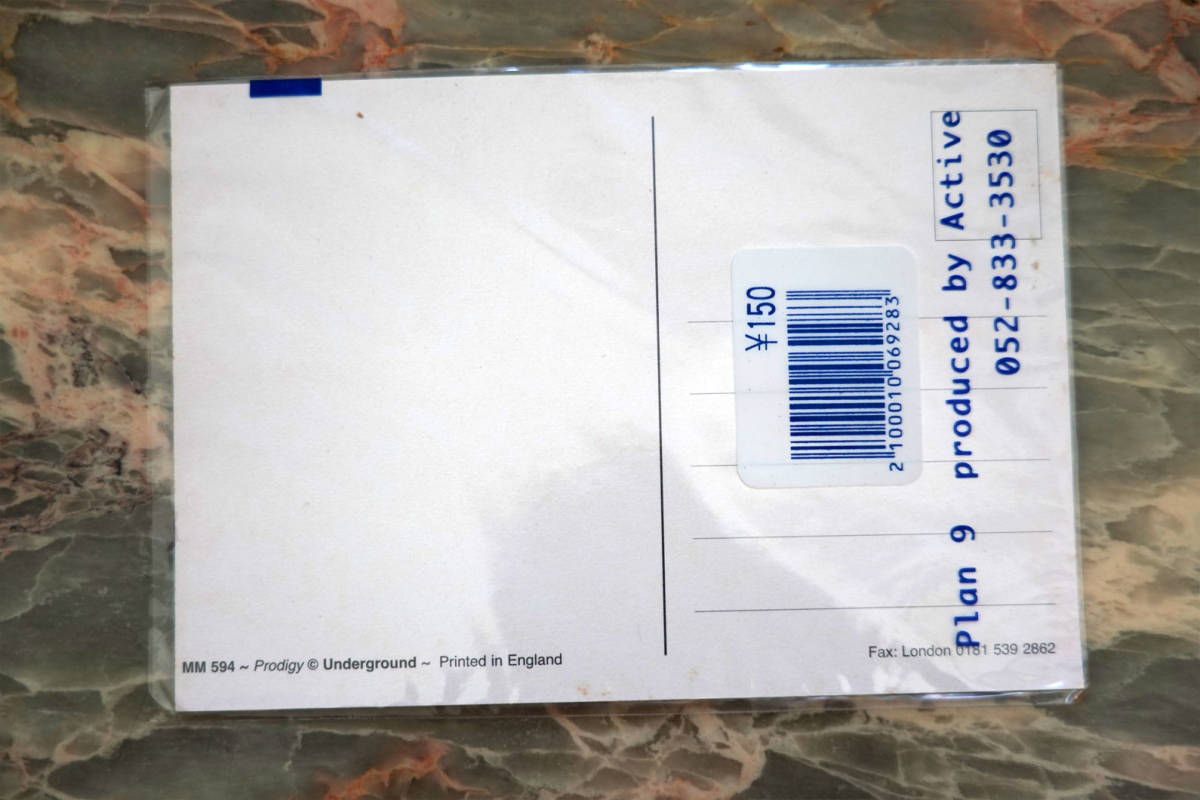 Plan 9 produced by Active
052-833-3530
¥150
2100010069283
MM 594 ~ Prodigy © Underground ~ Printed in England
Fax: London 0181 539 2862